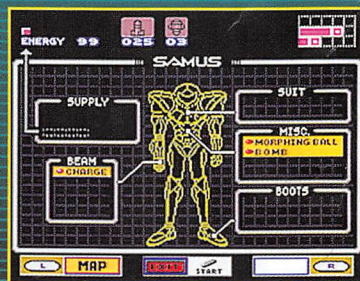 ENERGY 99 025 03
SAMUS
SUPPLY
SUIT
MISC.
MORPHING BALL
BOMB
BEAM
CHARGE
BOOTS
L MAP EXIT START R